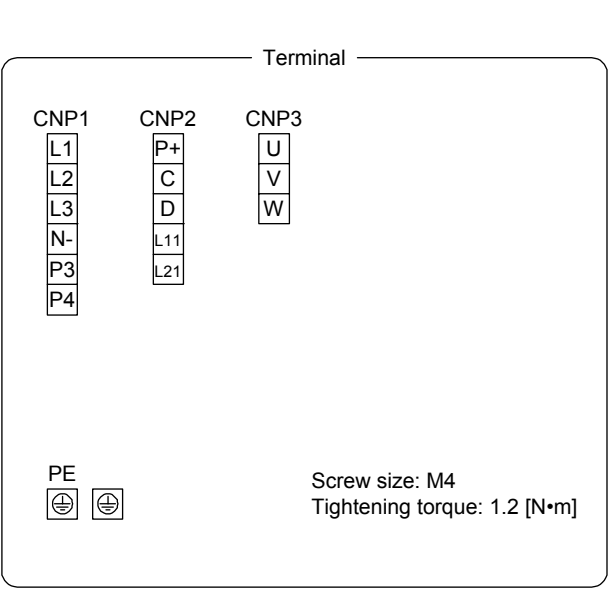 Terminal
CNP1 CNP2 CNP3
L1 P+ U
L2 C V
L3 D W
N- L11
P3 L21
P4
PE
Screw size: M4
Tightening torque: 1.2 [N•m]